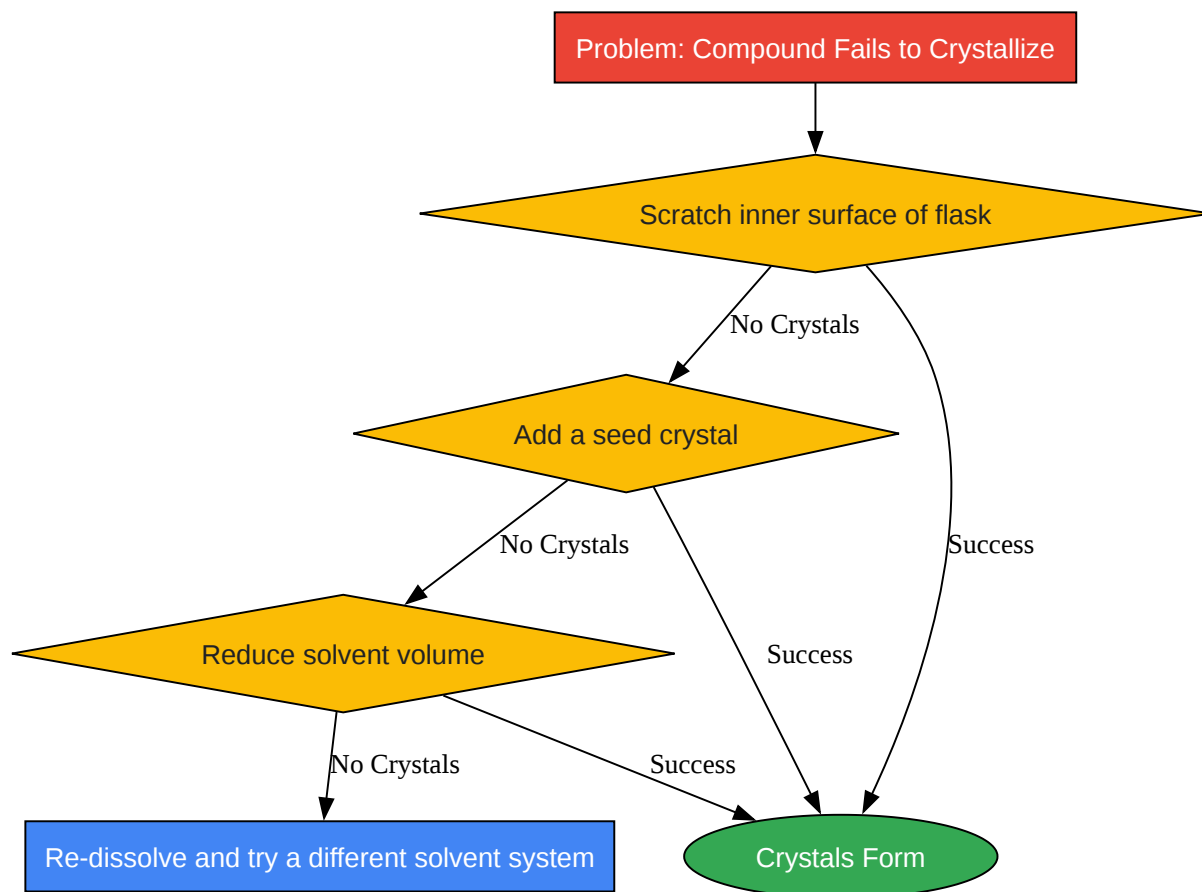 Problem: Compound Fails to Crystallize
Scratch inner surface of flask
No Crystals
Add a seed crystal
No Crystals
Success
Success
Reduce solvent volume
No Crystals
Success
Re-dissolve and try a different solvent system
Crystals Form